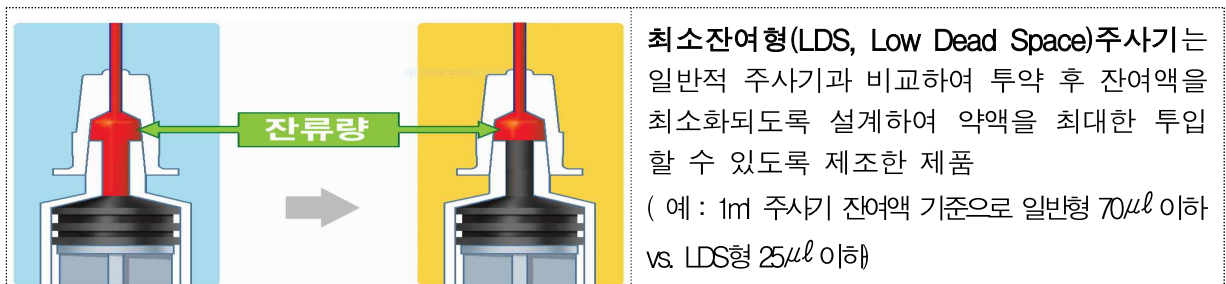 잔류량
최소잔여형(LDS, Low Dead Space)주사기는
일반적 주사기과 비교하여 투약 후 잔여액을
최소화되도록 설계하여 약액을 최대한 투입
할 수 있도록 제조한 제품
( 예 : 1ml 주사기 잔여액 기준으로 일반형 70㎕ 이하
vs. LDS형 25㎕ 이하)